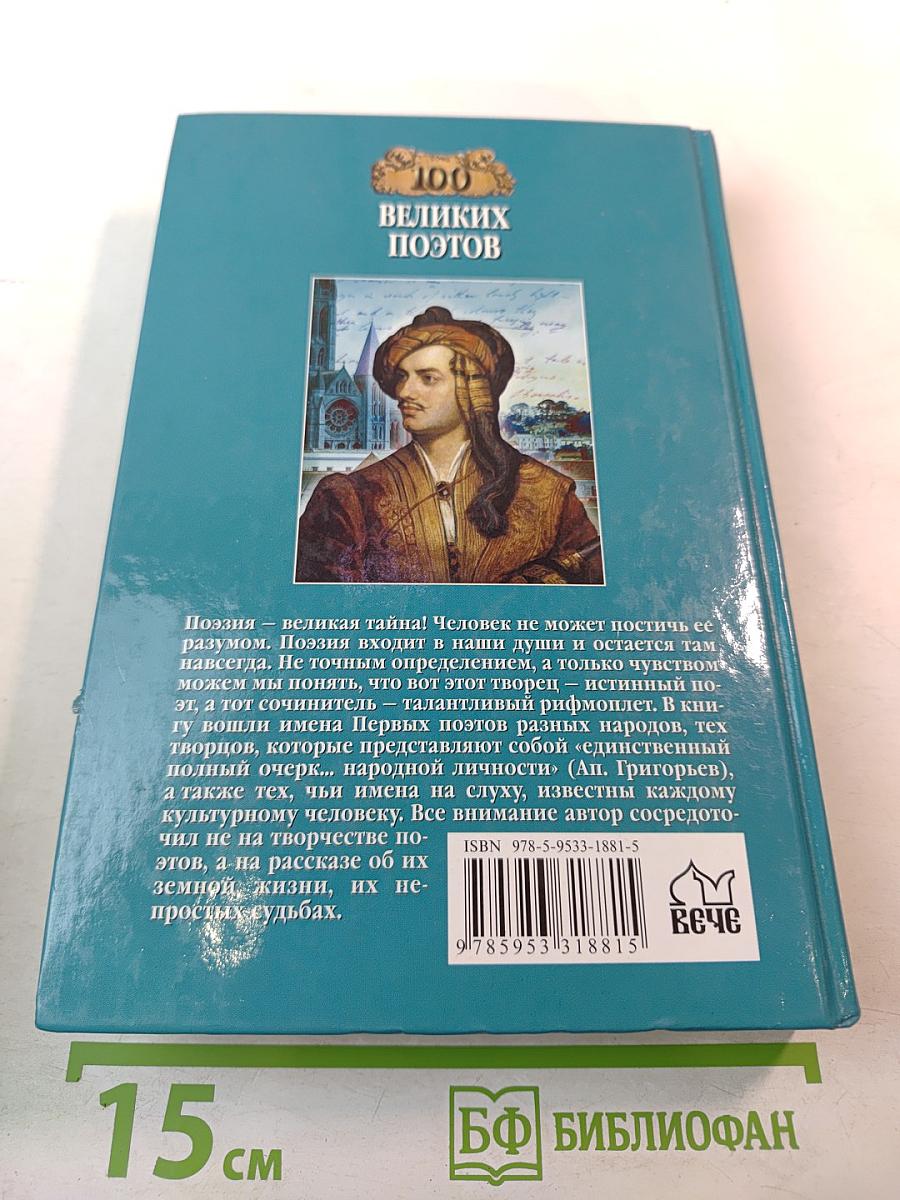 100
ВЕЛИКИХ
ПОЭТОВ
Поэзия – великая тайна! Человек не может постичь ее
разумом. Поэзия входит в наши души и остается там
навсегда. Не точным определением, а только чувством
можем мы понять, что вот этот творец – истинный по-
эт, а тот сочинитель – талантливый рифмоплет. В кни-
гу вошли имена Первых поэтов разных народов, тех
творцов, которые представляют собой «единственный
полный очерк... народной личности» (Ап. Григорьев),
а также тех, чьи имена на слуху, известны каждому
культурному человеку. Все внимание автор сосредото-
чил не на творчестве по-
этов, а на рассказе об их
земной жизни, их не-
простых судьбах.
ISBN 978-5-9533-1881-5
9 785953 318815
ВЕЧЕ
15 см
БФ БИБЛИОФАН